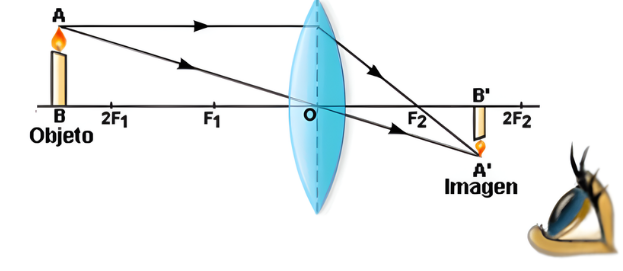 A
B
Objeto
2F₁
F₁
O
F₂
B'
2F₂
A'
Imagen